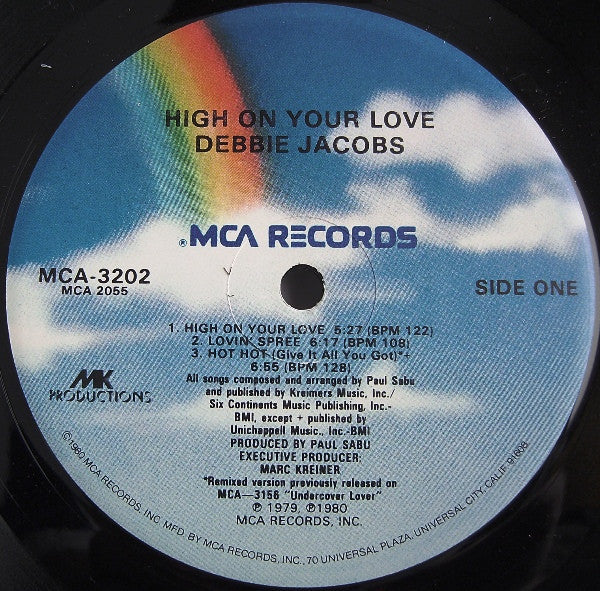 HIGH ON YOUR LOVE
DEBBIE JACOBS
® MCA RECORDS
MCA-3202
MCA 2055
SIDE ONE
1. HIGH ON YOUR LOVE 5:27 (BPM 122)
2. LOVIN' SPREE 6:17 (BPM 108)
3. HOT HOT (Give It All You Got)*+
6:55 (BPM 128)
MK
PRODUCTIONS
All songs composed and arranged by Paul Sabu
and published by Kreimers Music, Inc./
Six Continents Music Publishing, Inc.-
BMI, except + published by
Unichappell Music., Inc.-BMI
PRODUCED BY PAUL SABU
EXECUTIVE PRODUCER:
MARC KREINER
*Remixed version previously released on
MCA—3156 "Undercover Lover"
℗ 1979, ℗1980
MCA RECORDS, INC.
©1980 MCA RECORDS, INC. MFD. BY MCA RECORDS, INC., 70 UNIVERSAL PLAZA, UNIVERSAL CITY, CALIF. 91608